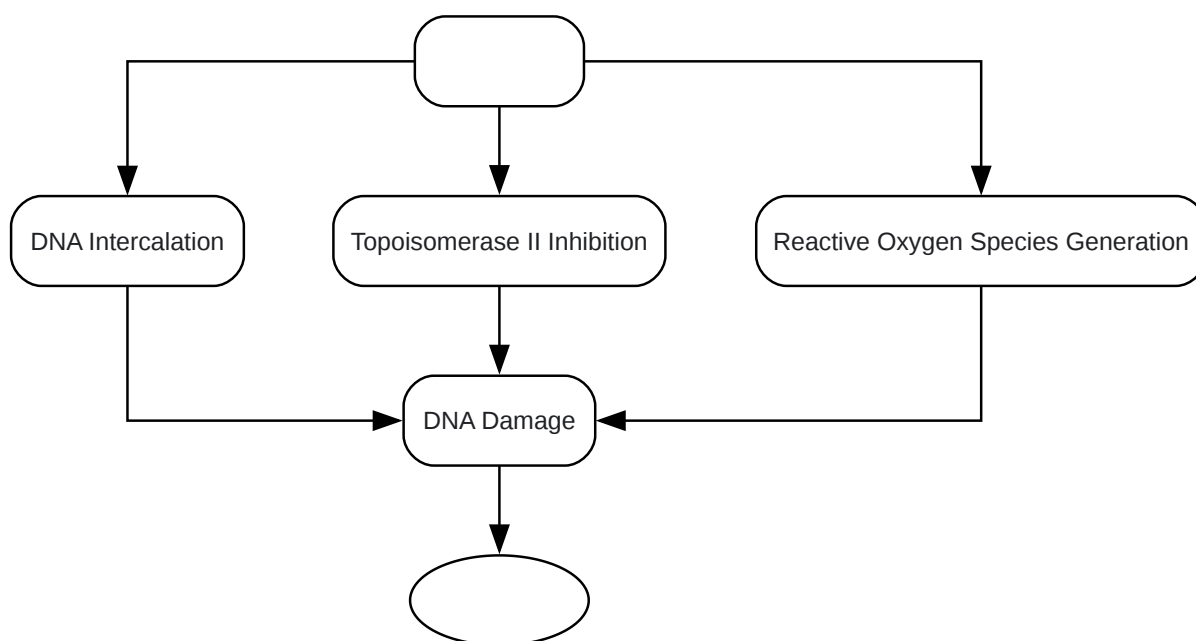 DNA Intercalation
Topoisomerase II Inhibition
Reactive Oxygen Species Generation
DNA Damage